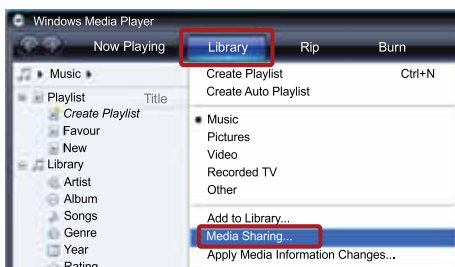 Windows Media Player
Now Playing
Library
Rip
Burn
Music
Playlist
Title
Create Playlist
Favour
New
Library
Artist
Album
Songs
Genre
Year
Rating
Create Playlist Ctrl+N
Create Auto Playlist
Music
Pictures
Video
Recorded TV
Other
Add to Library...
Media Sharing...
Apply Media Information Changes...